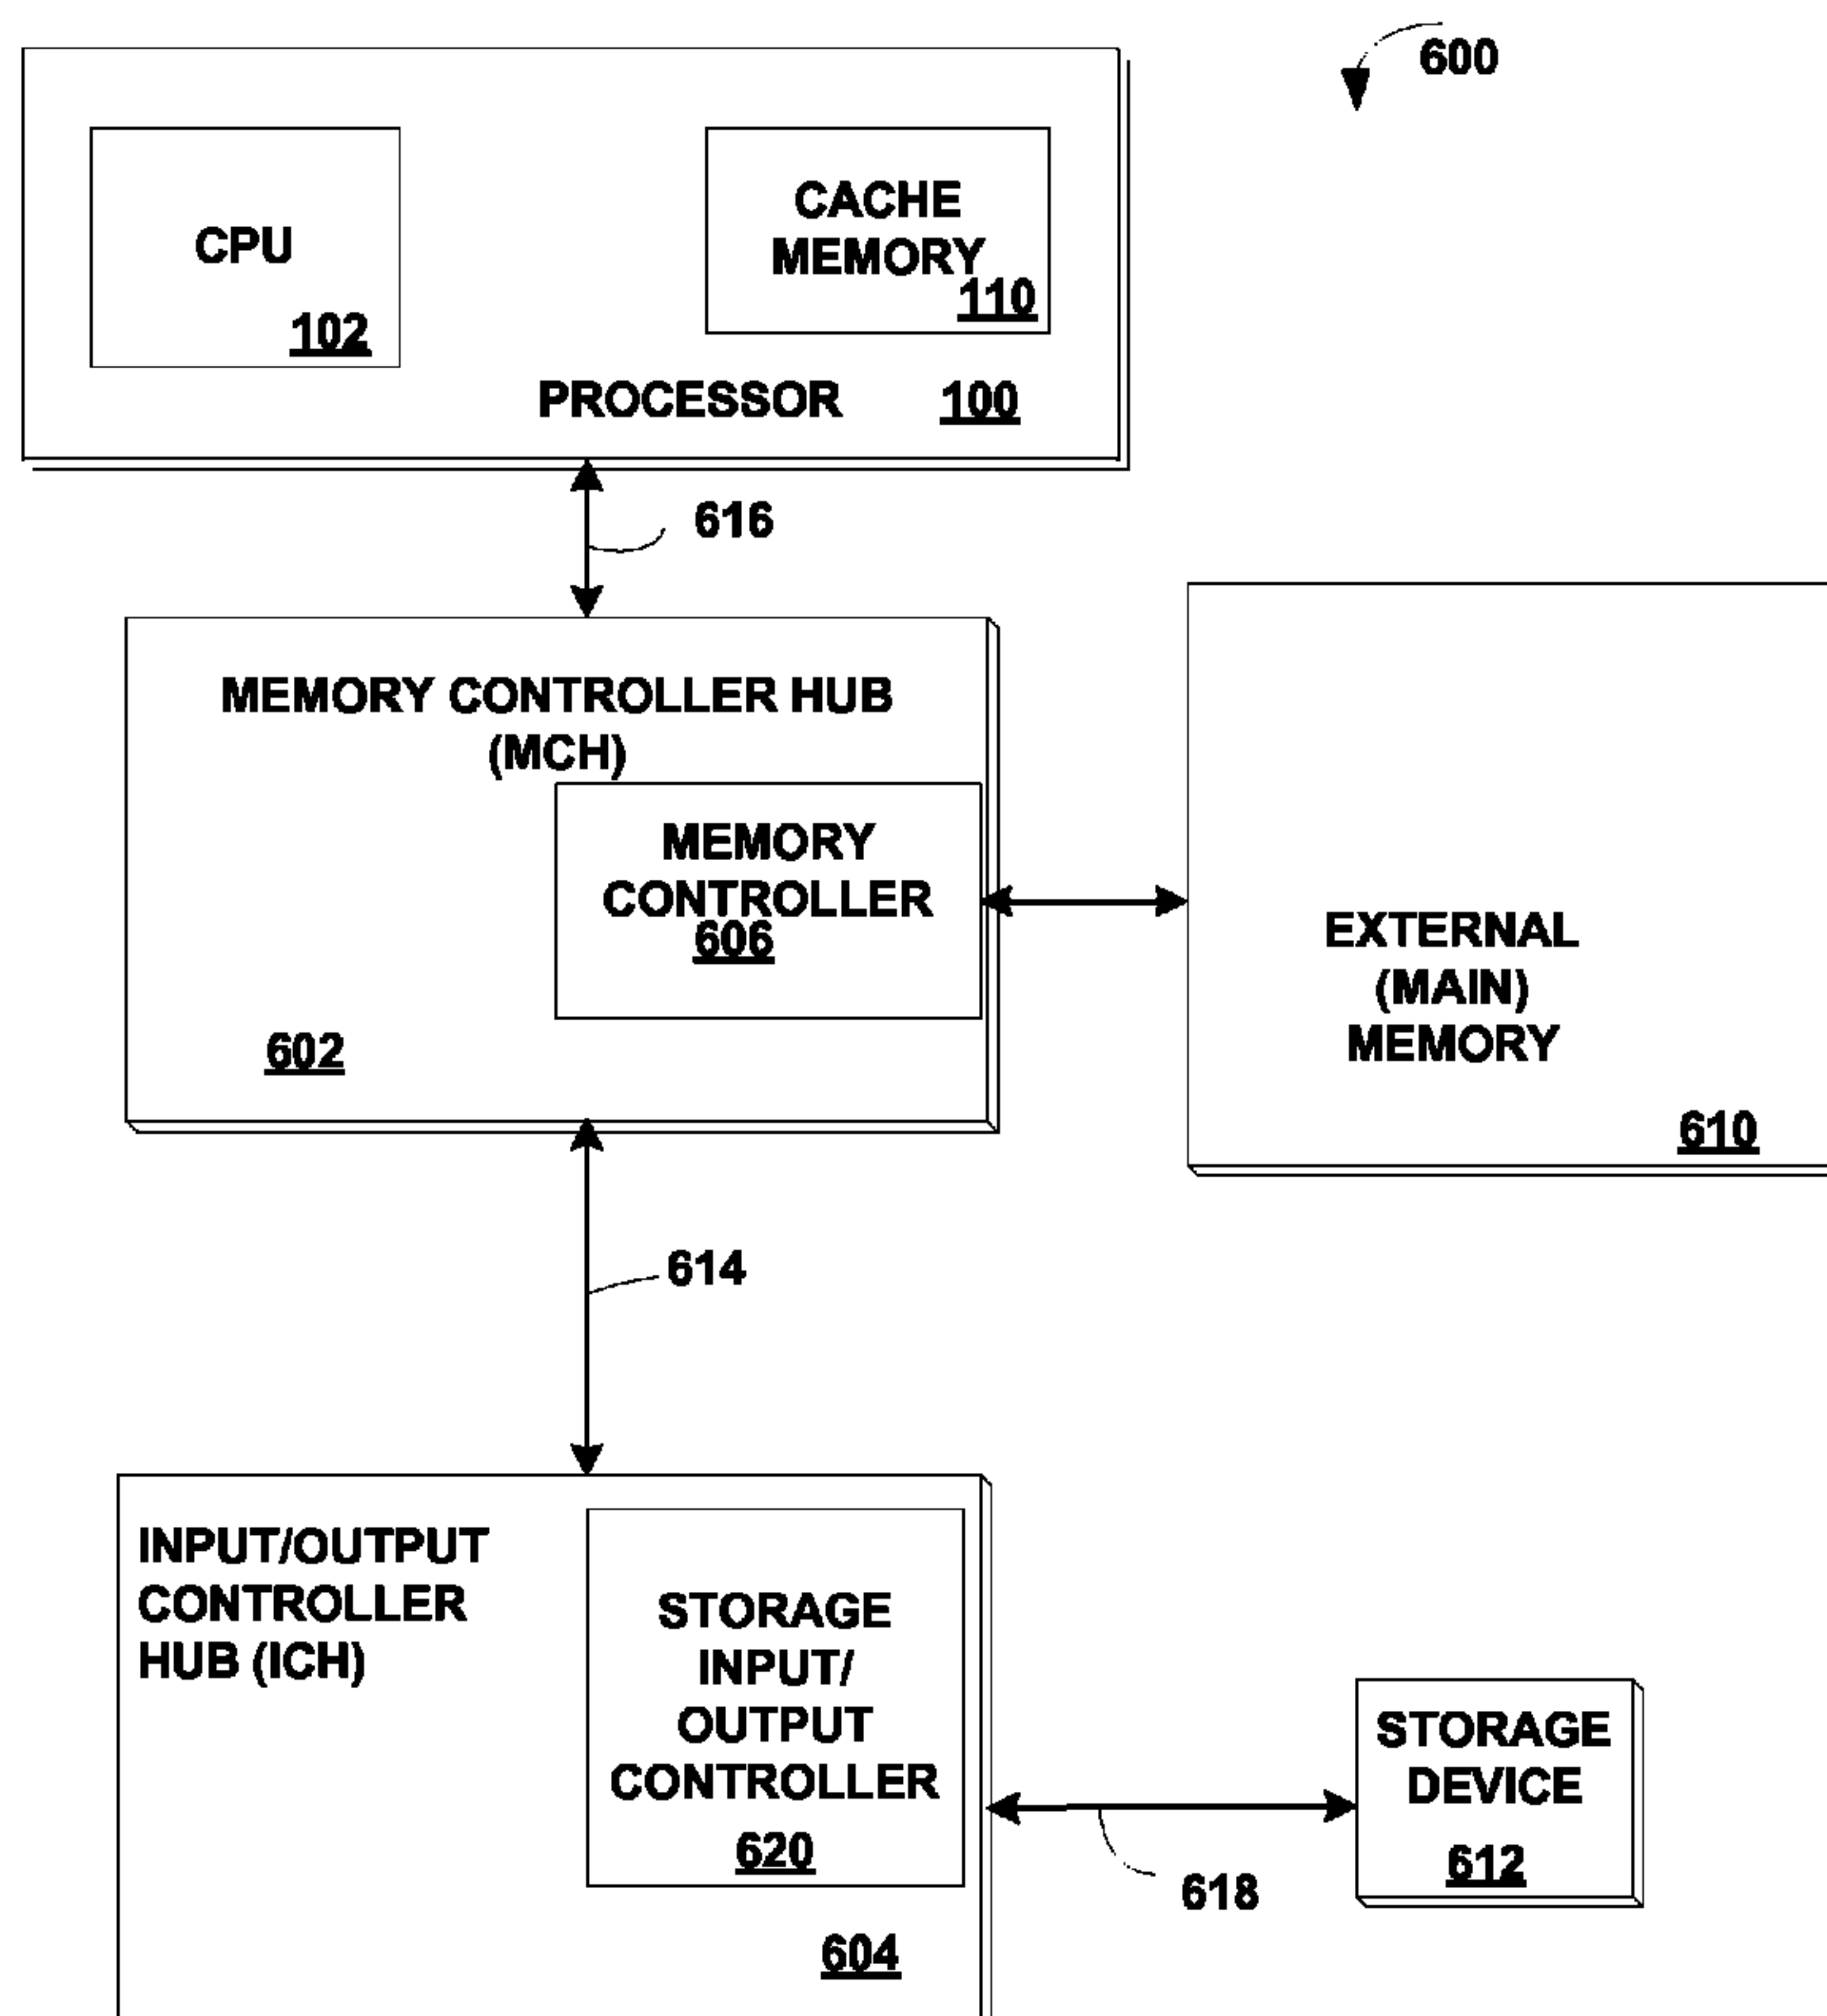 600
CPU
102
CACHE
MEMORY
110
PROCESSOR 100
616
MEMORY CONTROLLER HUB
(MCH)
MEMORY
CONTROLLER
606
602
EXTERNAL
(MAIN)
MEMORY
610
614
INPUT/OUTPUT
CONTROLLER
HUB (ICH)
STORAGE
INPUT/
OUTPUT
CONTROLLER
620
604
618
STORAGE
DEVICE
612